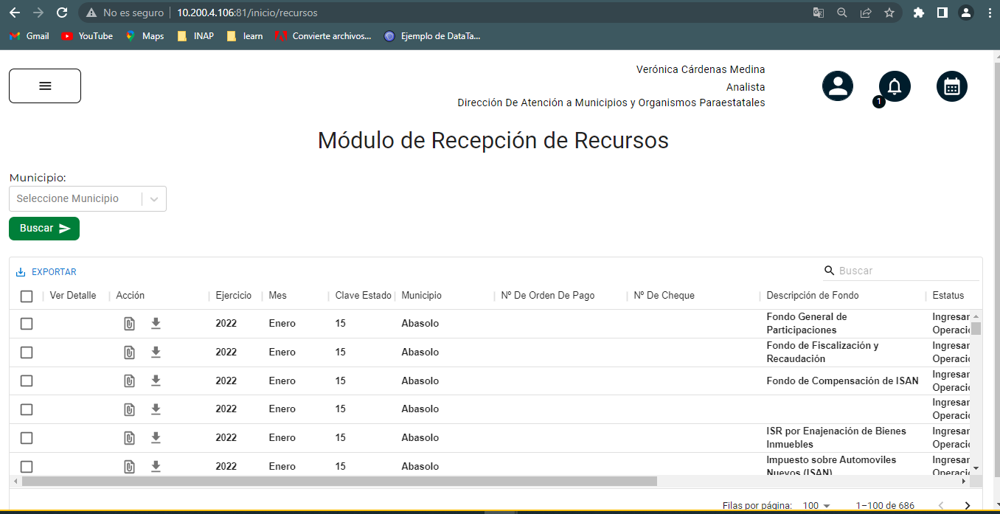 No es seguro 10.200.4.106:81/inicio/recursos
Gmail YouTube Maps INAP learn Convierte archivos... Ejemplo de DataTa...
Verónica Cárdenas Medina
Analista
Dirección De Atención a Municipios y Organismos Paraestatales
1
Módulo de Recepción de Recursos
Municipio:
Seleccione Municipio
Buscar
EXPORTAR Buscar
Ver Detalle Acción Ejercicio Mes Clave Estado Municipio Nº De Orden De Pago Nº De Cheque Descripción de Fondo Estatus
2022 Enero 15 Abasolo Fondo General de Participaciones Ingresar Operacio
2022 Enero 15 Abasolo Fondo de Fiscalización y Recaudación Ingresar Operacio
2022 Enero 15 Abasolo Fondo de Compensación de ISAN Ingresar Operacio
2022 Enero 15 Abasolo Ingresar Operacio
2022 Enero 15 Abasolo ISR por Enajenación de Bienes Inmuebles Ingresar Operacio
2022 Enero 15 Abasolo Impuesto sobre Automoviles Nuevos (ISAN) Ingresar Operacio
Filas por página: 100 1–100 de 686